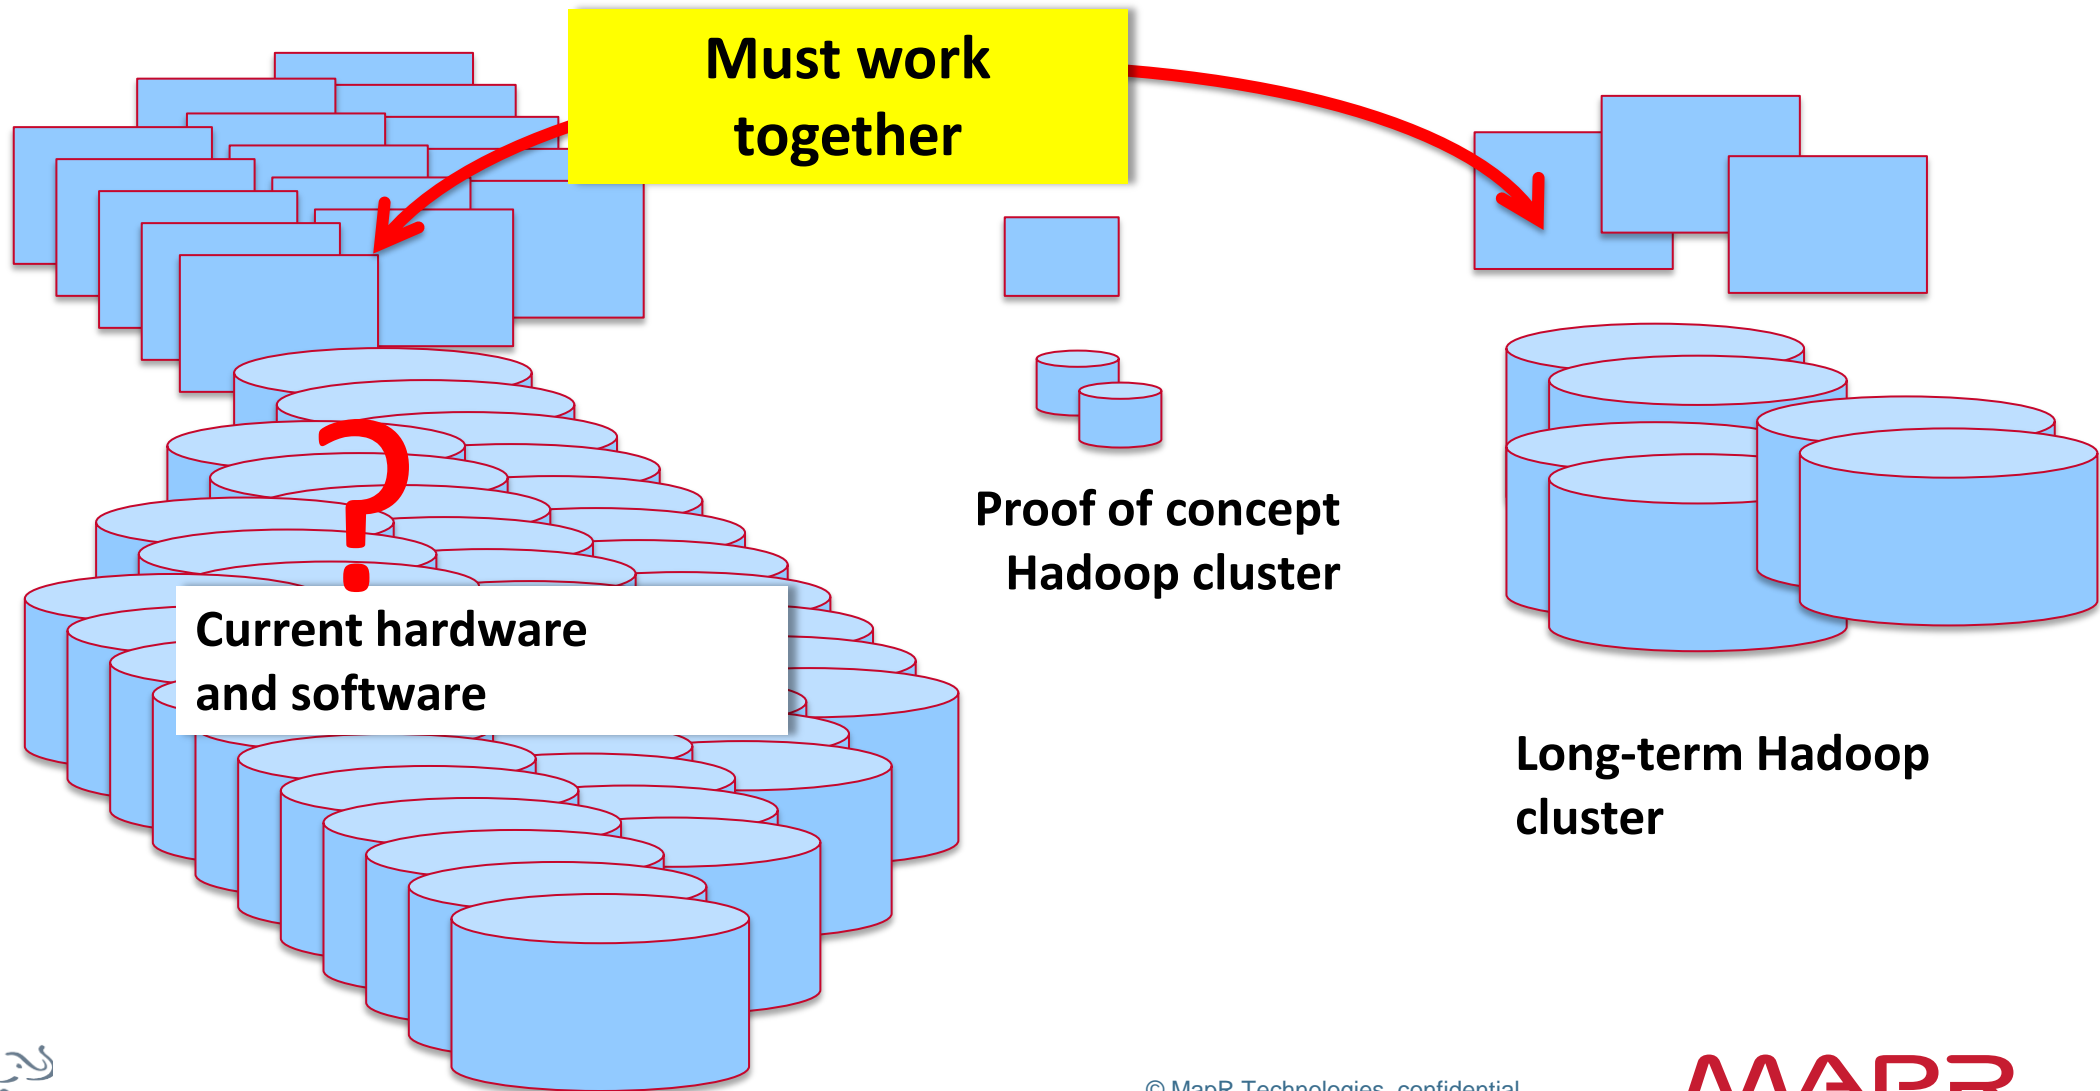 Must work
together
?
Proof of concept
Hadoop cluster
Current hardware
and software
Long-term Hadoop
cluster
© MapR Technologies, confidential
MAPR